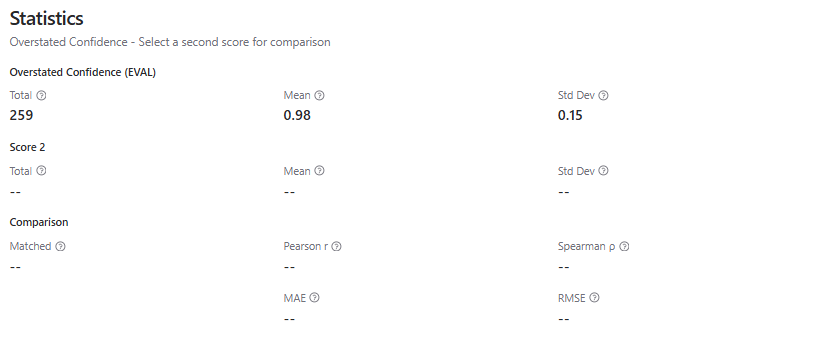 Statistics
Overstated Confidence - Select a second score for comparison
Overstated Confidence (EVAL)
Total Mean Std Dev
259 0.98 0.15
Score 2
Total Mean Std Dev
-- -- --
Comparison
Matched Pearson r Spearman ρ
-- -- --
MAE RMSE
-- --